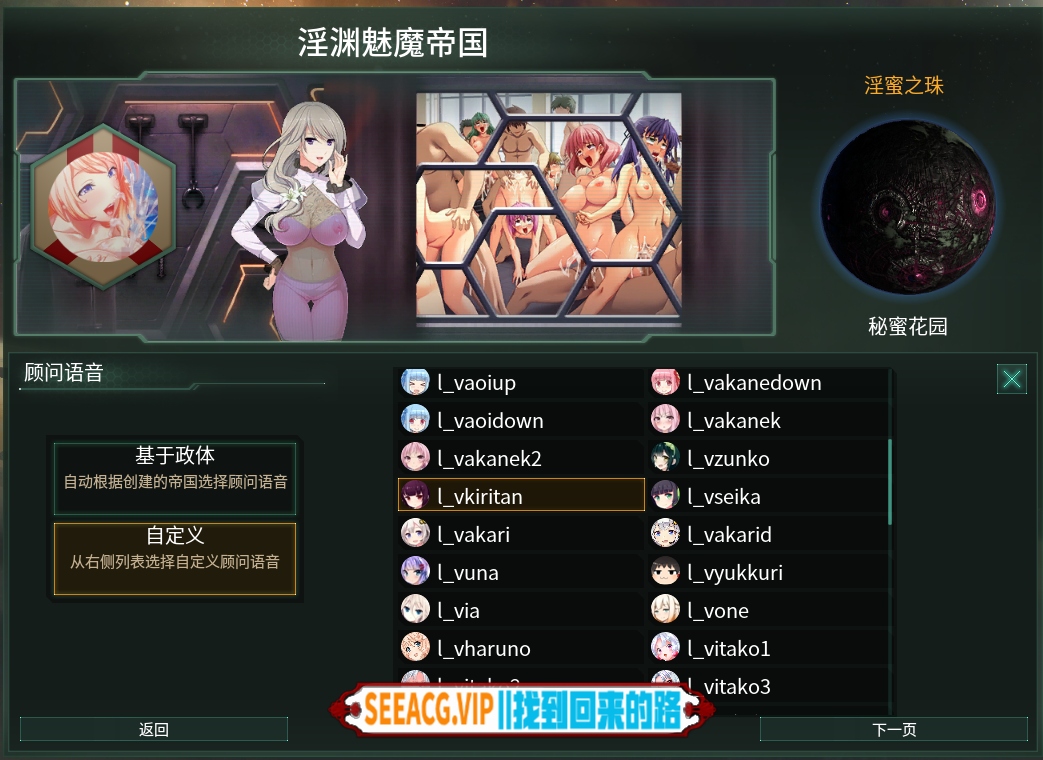 淫渊魅魔帝国
淫蜜之珠
秘蜜花园
顾问语音
基于政体
自动根据创建的帝国选择顾问语音
自定义
从右侧列表选择自定义顾问语音
l_vaoiup
l_vakanedown
l_vaoidown
l_vakanek
l_vakanek2
l_vzunko
l_vkiritan
l_vseika
l_vakari
l_vakarid
l_vuna
l_vyukkuri
l_via
l_vone
l_vharuno
l_vitako1
l_vitako3
SEEACG.VIP||找到回来的路
返回
下一页